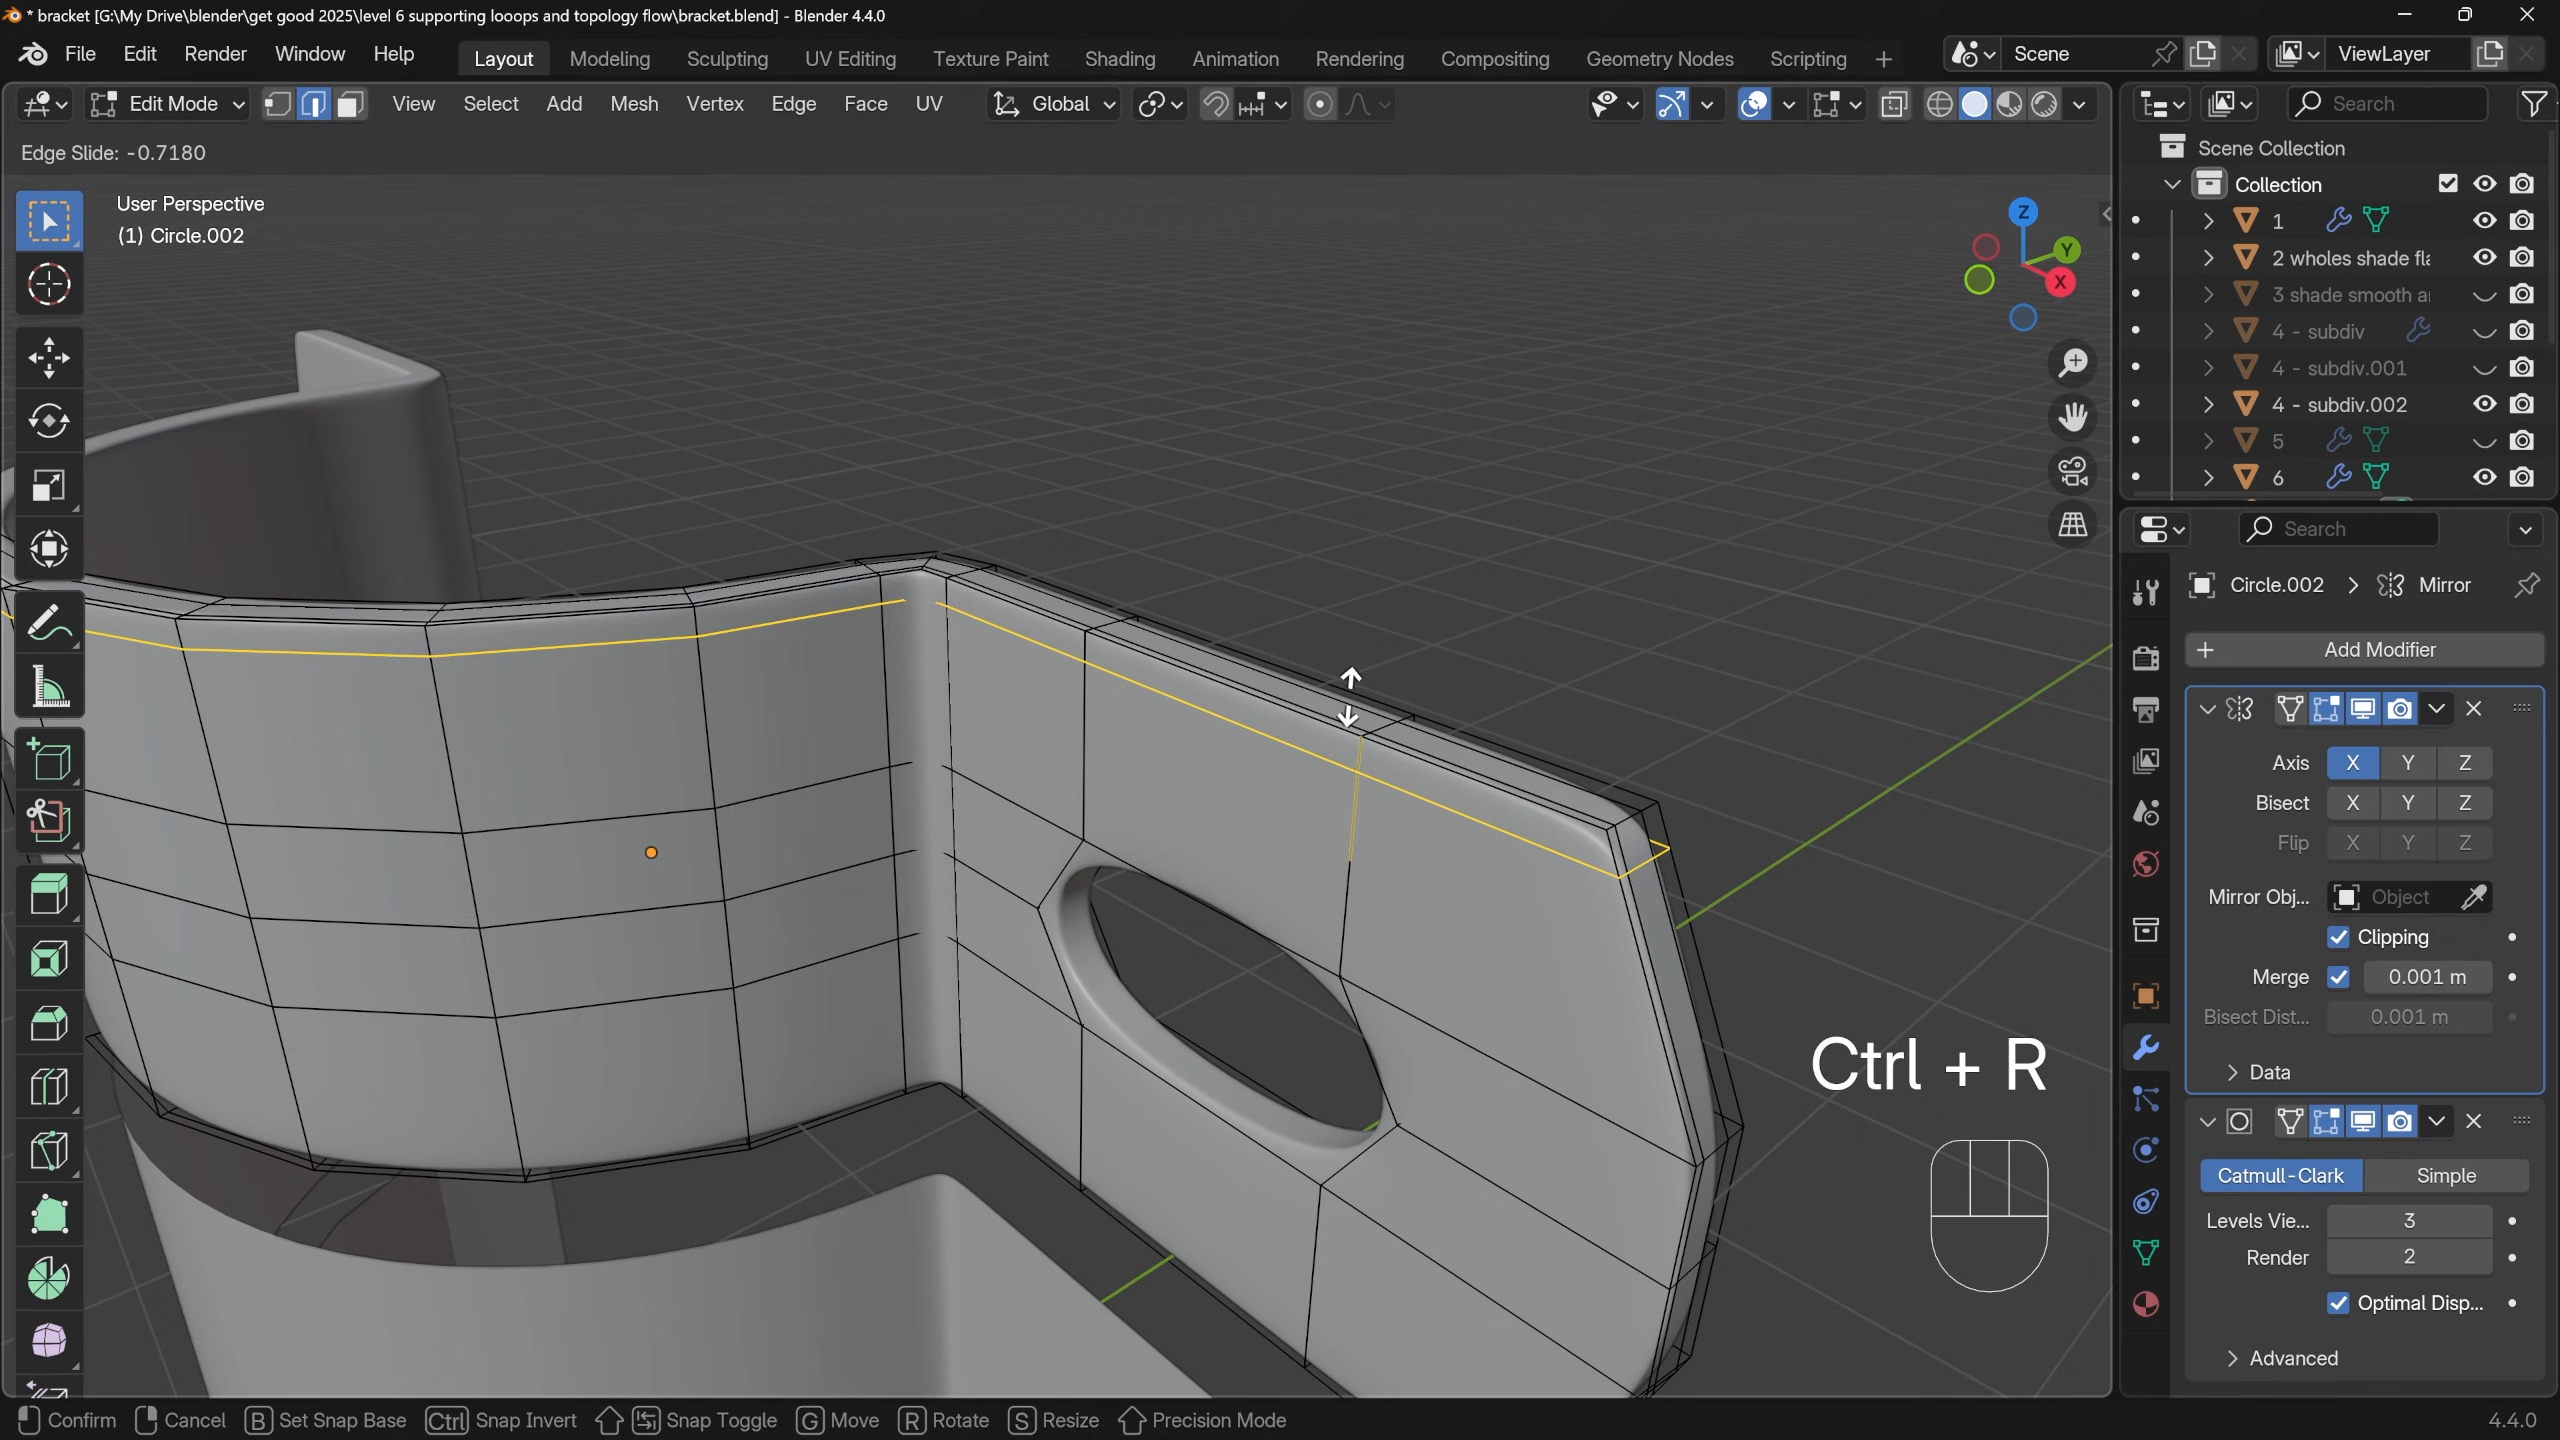 * bracket [G:\My Drive\blender\get good 2025\level 6 supporting looops and topology flow\bracket.blend] - Blender 4.4.0
File Edit Render Window Help Layout Modeling Sculpting UV Editing Texture Paint Shading Animation Rendering Compositing Geometry Nodes Scripting + Scene ViewLayer
Edit Mode View Select Add Mesh Vertex Edge Face UV Global Search
Edge Slide: -0.7180
User Perspective
(1) Circle.002
Z
Y
X
Scene Collection
Collection
1
2 wholes shade fla
3 shade smooth a
4 - subdiv
4 - subdiv.001
4 - subdiv.002
5
6
Search
Circle.002 > Mirror
+ Add Modifier
Axis X Y Z
Bisect X Y Z
Flip X Y Z
Mirror Obj... Object
Clipping
Merge 0.001 m
Bisect Dist... 0.001 m
> Data
Catmull-Clark Simple
Levels Vie... 3
Render 2
Optimal Disp...
> Advanced
Ctrl + R
Confirm Cancel B Set Snap Base Ctrl Snap Invert Snap Toggle G Move R Rotate S Resize Precision Mode 4.4.0